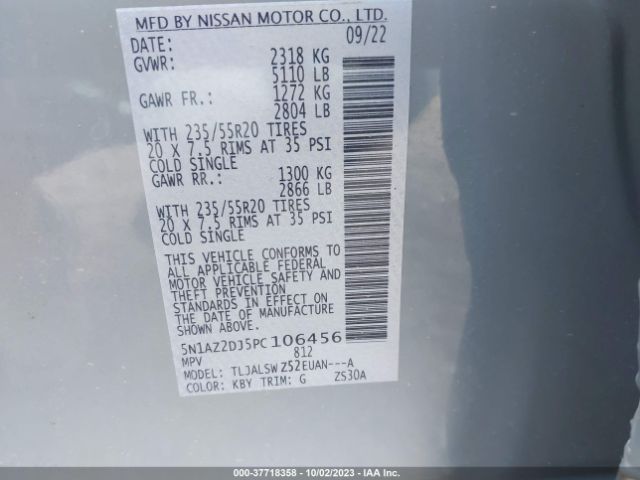 MFD BY NISSAN MOTOR CO., LTD.
DATE: 09/22
GVWR: 2318 KG
5110 LB
GAWR FR.: 1272 KG
2804 LB
WITH 235/55R20 TIRES
20 X 7.5 RIMS AT 35 PSI
COLD SINGLE
GAWR RR.: 1300 KG
2866 LB
WITH 235/55R20 TIRES
20 X 7.5 RIMS AT 35 PSI
COLD SINGLE
THIS VEHICLE CONFORMS TO
ALL APPLICABLE FEDERAL
MOTOR VEHICLE SAFETY AND
THEFT PREVENTION
STANDARDS IN EFFECT ON
THE DATE OF MANUFACTURE
SHOWN ABOVE.
5N1AZ2DJ5PC106456
MPV 812
MODEL: TLJALSW Z52EUAN---A
COLOR: KBY TRIM: G ZS30A
000-37718358 - 10/02/2023 - IAA Inc.